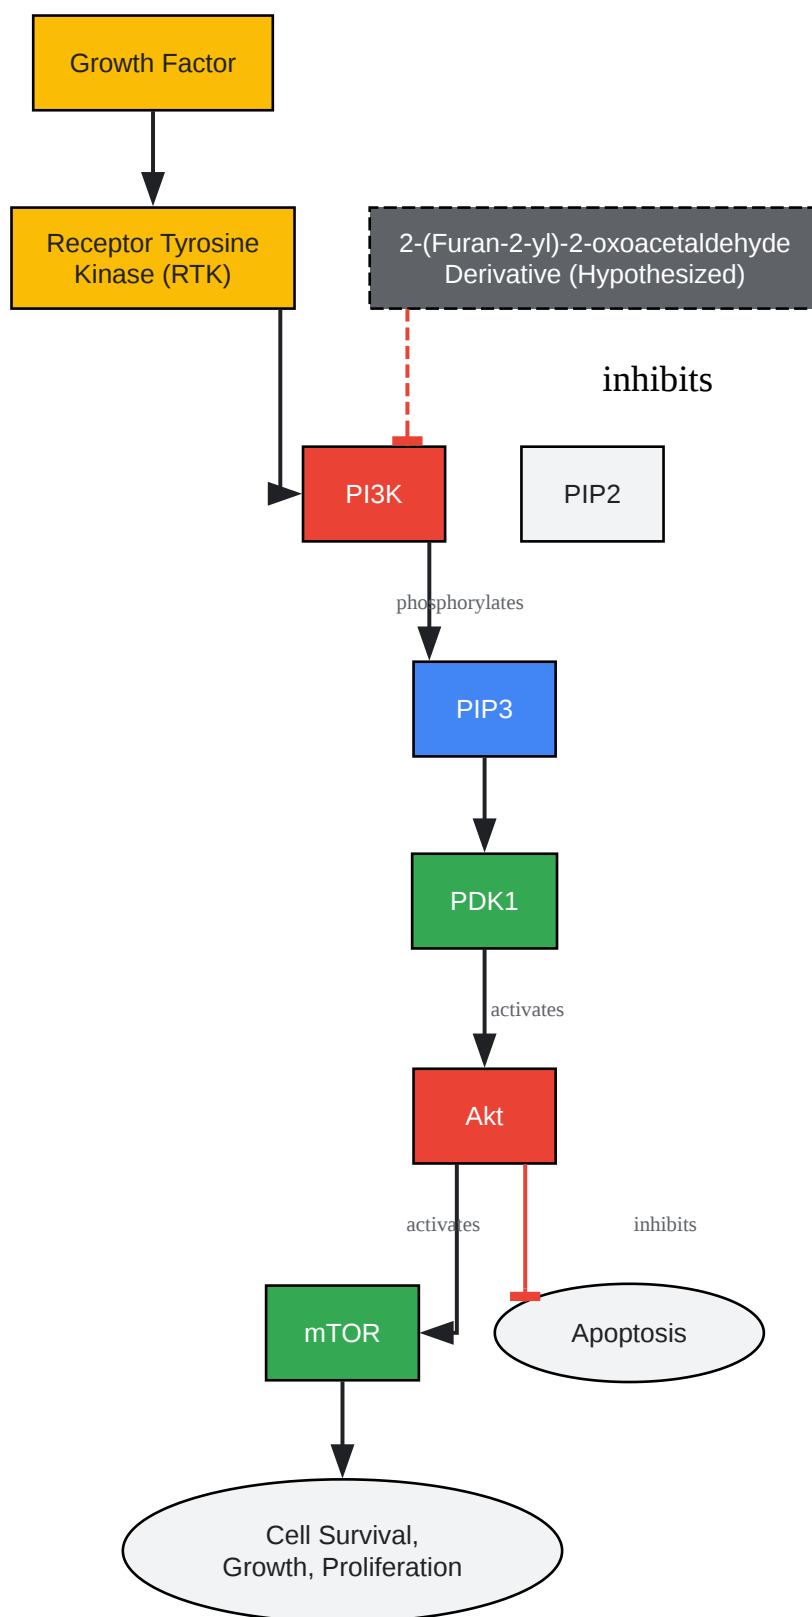 Growth Factor
Receptor Tyrosine
Kinase (RTK)
2-(Furan-2-yl)-2-oxoacetaldehyde
Derivative (Hypothesized)
inhibits
PI3K
PIP2
phosphorylates
PIP3
PDK1
activates
Akt
activates
inhibits
mTOR
Apoptosis
Cell Survival,
Growth, Proliferation